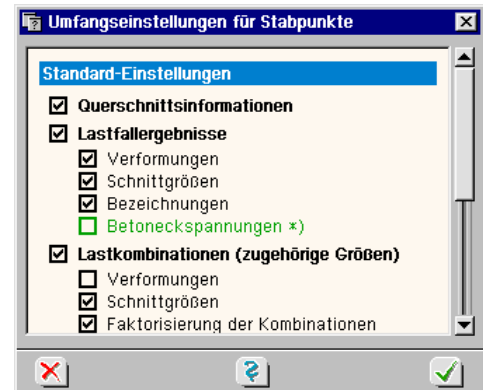 Umfangseinstellungen für Stabpunkte
Standard-Einstellungen
Querschnittsinformationen
Lastfallergebnisse
Verformungen
Schnittgrößen
Bezeichnungen
Betoneckspannungen *)
Lastkombinationen (zugehörige Größen)
Verformungen
Schnittgrößen
Faktorisierung der Kombinationen